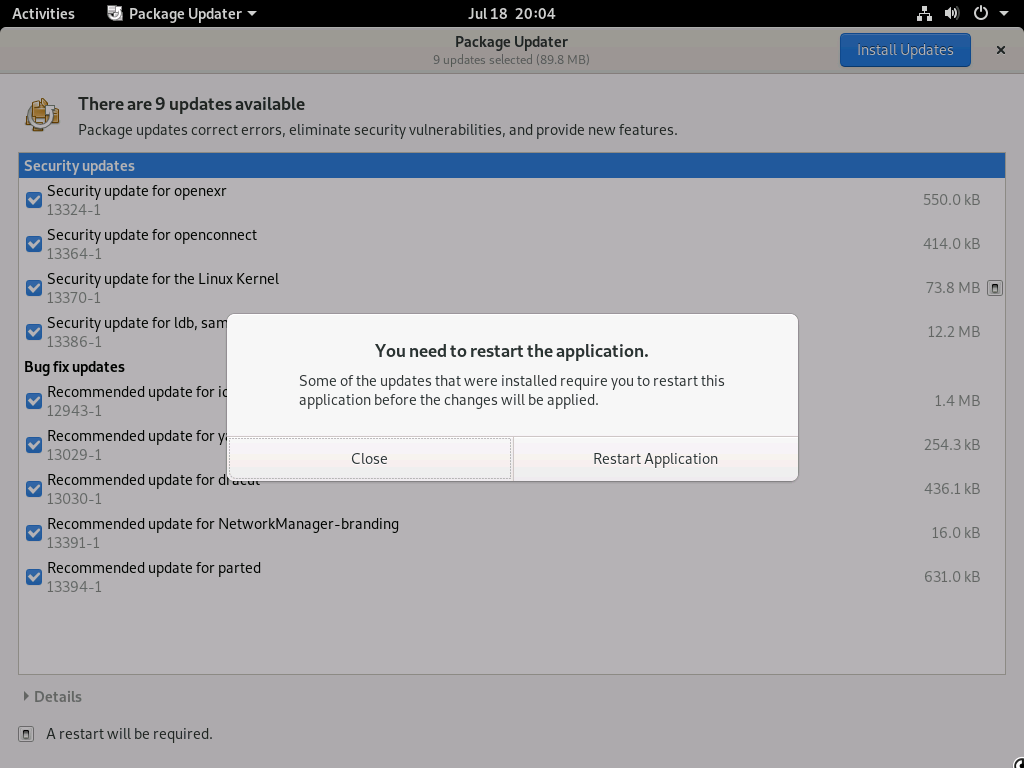 Activities
Package Updater
Jul 18 20:04
Package Updater
9 updates selected (89.8 MB)
Install Updates
There are 9 updates available
Package updates correct errors, eliminate security vulnerabilities, and provide new features.
Security updates
Security update for openexr
13324-1
550.0 kB
Security update for openconnect
13364-1
414.0 kB
Security update for the Linux Kernel
13370-1
73.8 MB
Security update for ldb,
13386-1
12.2 MB
Bug fix updates
Recommended update for
12943-1
1.4 MB
Recommended update for
13029-1
254.3 kB
Recommended update for dracut
13030-1
436.1 kB
Recommended update for NetworkManager-branding
13391-1
16.0 kB
Recommended update for parted
13394-1
631.0 kB
You need to restart the application.
Some of the updates that were installed require you to restart this
application before the changes will be applied.
Close
Restart Application
Details
A restart will be required.